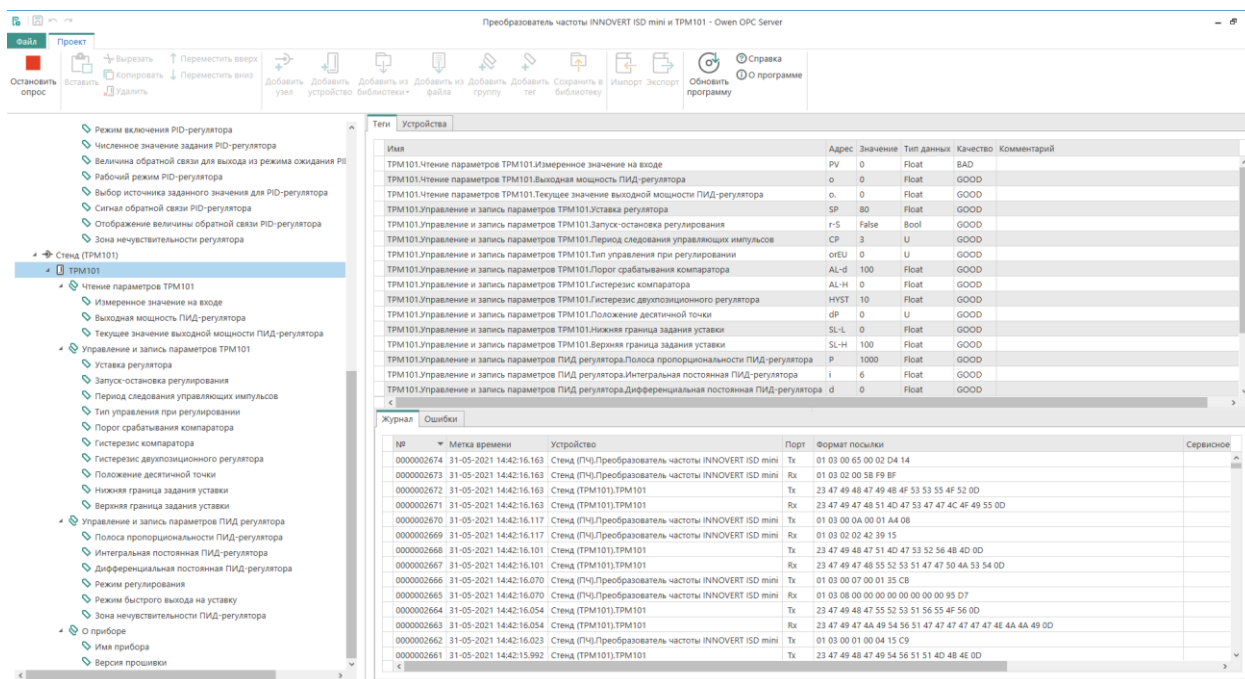 Преобразователь частоты INNOVERT ISD mini и ТРМ101 - Owen OPC Server
Файл Проект
Остановить опрос
Вставить
Вырезать
Копировать
Удалить
Переместить вверх
Переместить вниз
Добавить узел
Добавить устройство
Добавить из библиотеки
Добавить из файла
Добавить группу
Добавить тег
Сохранить в библиотеку
Импорт
Экспорт
Обновить программу
Справка
О программе
Режим включения PID-регулятора
Численное значение задания PID-регулятора
Величина обратной связи для выхода из режима ожидания PI
Рабочий режим PID-регулятора
Выбор источника заданного значения для PID-регулятора
Сигнал обратной связи PID-регулятора
Отображение величины обратной связи PID-регулятора
Зона нечувствительности регулятора
Стенд (ТРМ101)
ТРМ101
Чтение параметров ТРМ101
Измеренное значение на входе
Выходная мощность ПИД-регулятора
Текущее значение выходной мощности ПИД-регулятора
Управление и запись параметров ТРМ101
Уставка регулятора
Запуск-остановка регулирования
Период следования управляющих импульсов
Тип управления при регулировании
Порог срабатывания компаратора
Гистерезис компаратора
Гистерезис двухпозиционного регулятора
Положение десятичной точки
Нижняя граница задания уставки
Верхняя граница задания уставки
Управление и запись параметров ПИД регулятора
Полоса пропорциональности ПИД-регулятора
Интегральная постоянная ПИД-регулятора
Дифференциальная постоянная ПИД-регулятора
Режим регулирования
Режим быстрого выхода на уставку
Зона нечувствительности ПИД-регулятора
О приборе
Имя прибора
Версия прошивки
Теги Устройства
Имя Адрес Значение Тип данных Качество Комментарий
ТРМ101.Чтение параметров ТРМ101.Измеренное значение на входе PV 0 Float BAD
ТРМ101.Чтение параметров ТРМ101.Выходная мощность ПИД-регулятора o 0 Float GOOD
ТРМ101.Чтение параметров ТРМ101.Текущее значение выходной мощности ПИД-регулятора o. 0 Float GOOD
ТРМ101.Управление и запись параметров ТРМ101.Уставка регулятора SP 80 Float GOOD
ТРМ101.Управление и запись параметров ТРМ101.Запуск-остановка регулирования r-S False Bool GOOD
ТРМ101.Управление и запись параметров ТРМ101.Период следования управляющих импульсов CP 3 U GOOD
ТРМ101.Управление и запись параметров ТРМ101.Тип управления при регулировании orEU 0 U GOOD
ТРМ101.Управление и запись параметров ТРМ101.Порог срабатывания компаратора AL-d 100 Float GOOD
ТРМ101.Управление и запись параметров ТРМ101.Гистерезис компаратора AL-H 0 Float GOOD
ТРМ101.Управление и запись параметров ТРМ101.Гистерезис двухпозиционного регулятора HYST 10 Float GOOD
ТРМ101.Управление и запись параметров ТРМ101.Положение десятичной точки dP 0 U GOOD
ТРМ101.Управление и запись параметров ТРМ101.Нижняя граница задания уставки SL-L 0 Float GOOD
ТРМ101.Управление и запись параметров ТРМ101.Верхняя граница задания уставки SL-H 100 Float GOOD
ТРМ101.Управление и запись параметров ПИД регулятора.Полоса пропорциональности ПИД-регулятора P 1000 Float GOOD
ТРМ101.Управление и запись параметров ПИД регулятора.Интегральная постоянная ПИД-регулятора i 6 Float GOOD
ТРМ101.Управление и запись параметров ПИД регулятора.Дифференциальная постоянная ПИД-регулятора d 0 Float GOOD
Журнал Ошибки
№ Метка времени Устройство Порт Формат посылки Сервисное
0000002674 31-05-2021 14:42:16.163 Стенд (ПЧ).Преобразователь частоты INNOVERT ISD mini Tx 01 03 00 65 00 02 D4 14
0000002673 31-05-2021 14:42:16.163 Стенд (ПЧ).Преобразователь частоты INNOVERT ISD mini Rx 01 03 02 00 5B F9 BF
0000002672 31-05-2021 14:42:16.163 Стенд (ТРМ101).ТРМ101 Tx 23 47 49 48 47 49 4B 4F 53 53 55 4F 52 0D
0000002671 31-05-2021 14:42:16.163 Стенд (ТРМ101).ТРМ101 Rx 23 47 49 47 48 51 4D 47 53 47 47 4C 4F 49 55 0D
0000002670 31-05-2021 14:42:16.117 Стенд (ПЧ).Преобразователь частоты INNOVERT ISD mini Tx 01 03 00 0A 00 01 A4 08
0000002669 31-05-2021 14:42:16.117 Стенд (ПЧ).Преобразователь частоты INNOVERT ISD mini Rx 01 03 02 02 42 39 15
0000002668 31-05-2021 14:42:16.101 Стенд (ТРМ101).ТРМ101 Tx 23 47 49 48 47 51 4D 47 53 52 56 4B 4D 0D
0000002667 31-05-2021 14:42:16.101 Стенд (ТРМ101).ТРМ101 Rx 23 47 49 47 48 55 52 53 51 47 47 50 4A 53 54 0D
0000002666 31-05-2021 14:42:16.070 Стенд (ПЧ).Преобразователь частоты INNOVERT ISD mini Tx 01 03 00 07 00 01 35 CB
0000002665 31-05-2021 14:42:16.070 Стенд (ПЧ).Преобразователь частоты INNOVERT ISD mini Rx 01 03 08 00 00 00 00 00 00 00 00 95 D7
0000002664 31-05-2021 14:42:16.054 Стенд (ТРМ101).ТРМ101 Tx 23 47 49 48 47 55 52 53 51 56 55 4F 56 0D
0000002663 31-05-2021 14:42:16.054 Стенд (ТРМ101).ТРМ101 Rx 23 47 49 47 4A 49 54 56 51 47 47 47 47 47 47 4E 4A 4A 49 0D
0000002662 31-05-2021 14:42:16.023 Стенд (ПЧ).Преобразователь частоты INNOVERT ISD mini Tx 01 03 00 01 00 04 15 C9
0000002661 31-05-2021 14:42:15.992 Стенд (ТРМ101).ТРМ101 Tx 23 47 49 48 47 49 54 56 51 51 4D 4B 4E 0D